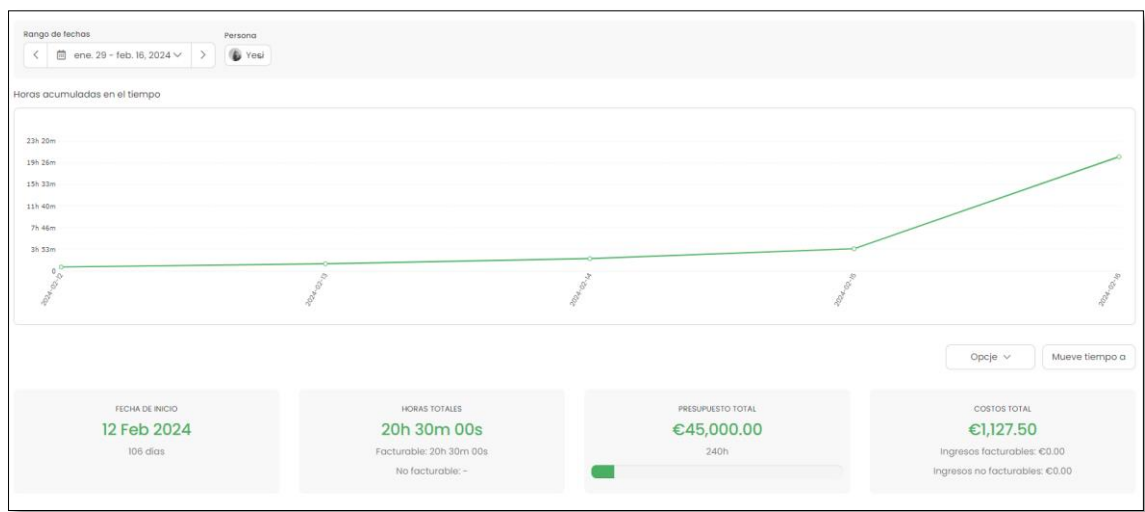 Rango de fechas
Persona
ene. 29 - feb. 16, 2024
Yesi
Horas acumuladas en el tiempo
23h 20m
19h 26m
15h 33m
11h 40m
7h 46m
3h 53m
0
2024-02-12
2024-02-13
2024-02-14
2024-02-15
2024-02-16
Opcje
Mueve tiempo a
FECHA DE INICIO
12 Feb 2024
106 días
HORAS TOTALES
20h 30m 00s
Facturable: 20h 30m 00s
No facturable: -
PRESUPUESTO TOTAL
€45,000.00
240h
COSTOS TOTAL
€1,127.50
Ingresos facturables: €0.00
Ingresos no facturables: €0.00